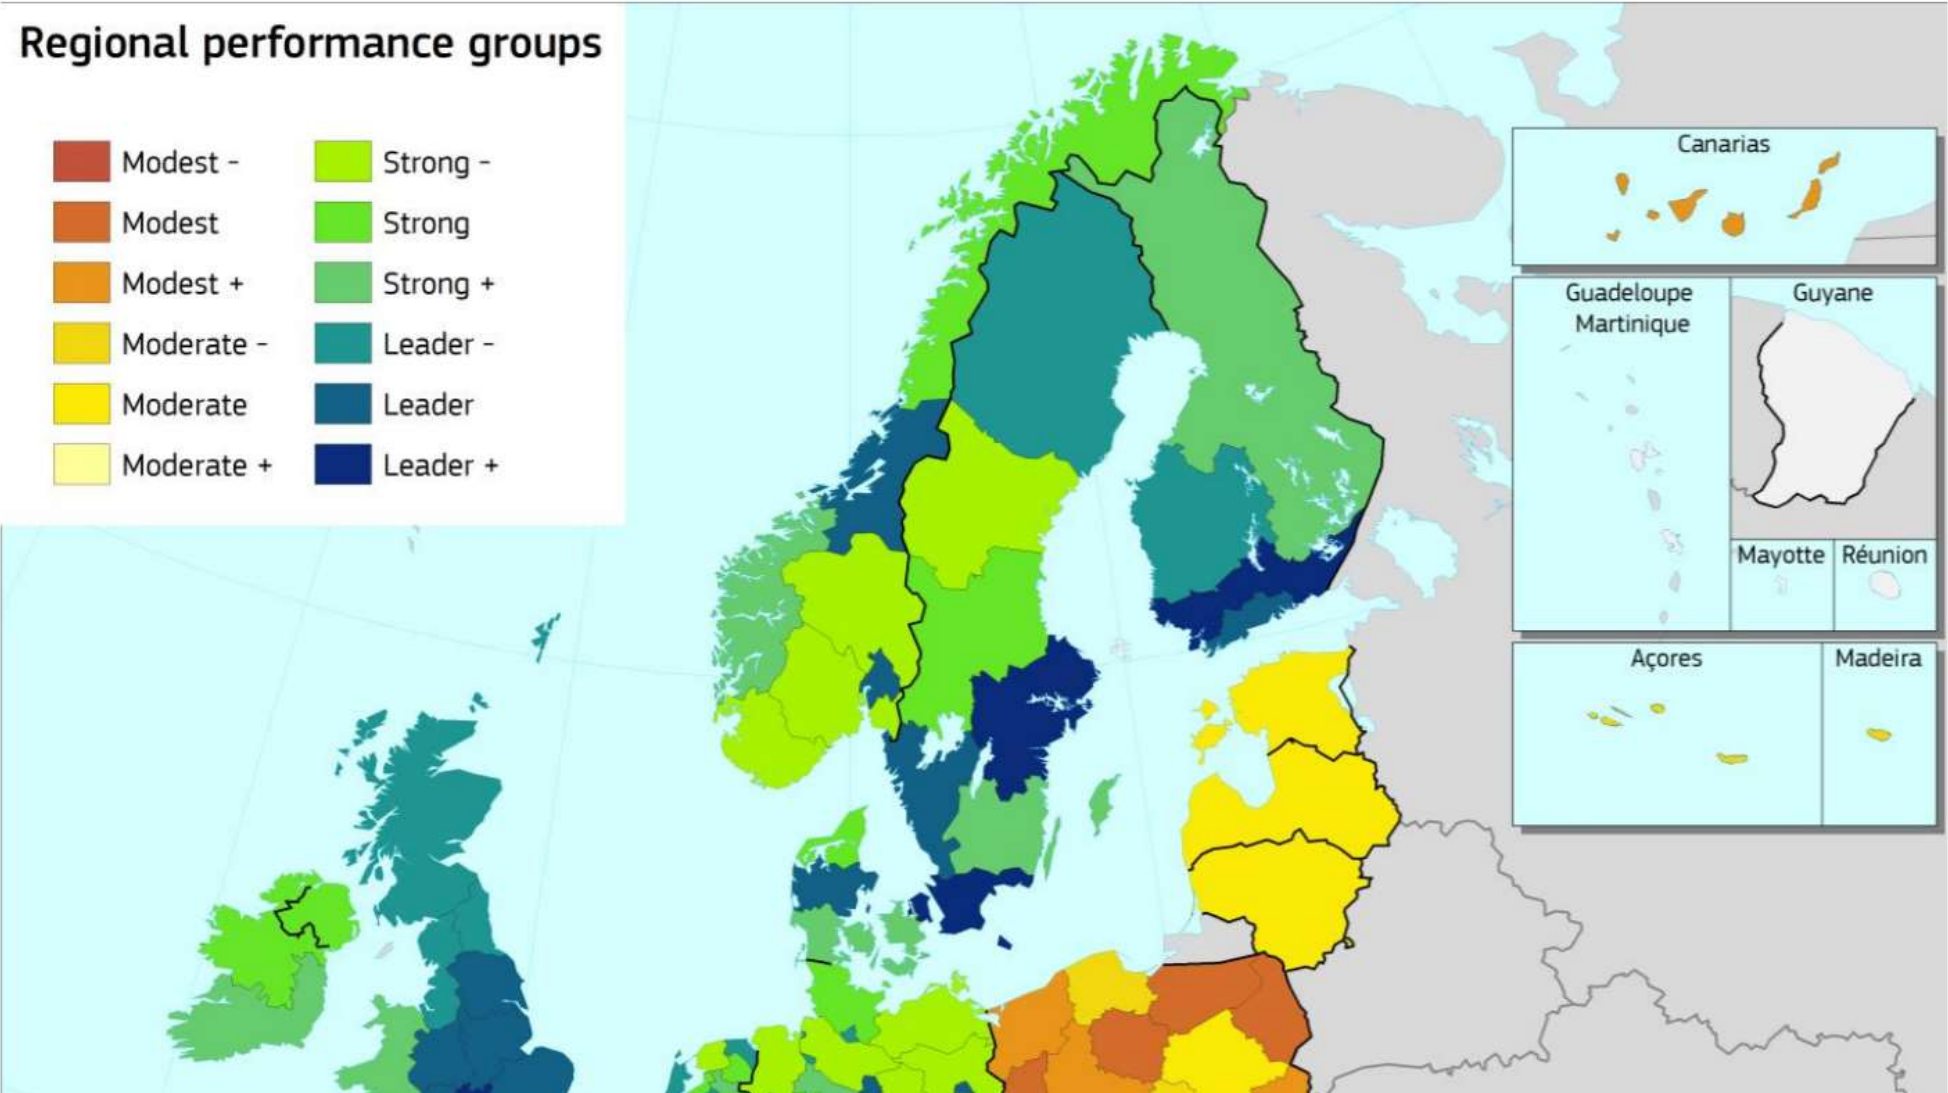 Regional performance groups
Modest -
Modest
Modest +
Moderate -
Moderate
Moderate +
Strong -
Strong
Strong +
Leader -
Leader
Leader +
Canarias
Guadeloupe
Martinique
Guyane
Mayotte
Réunion
Açores
Madeira